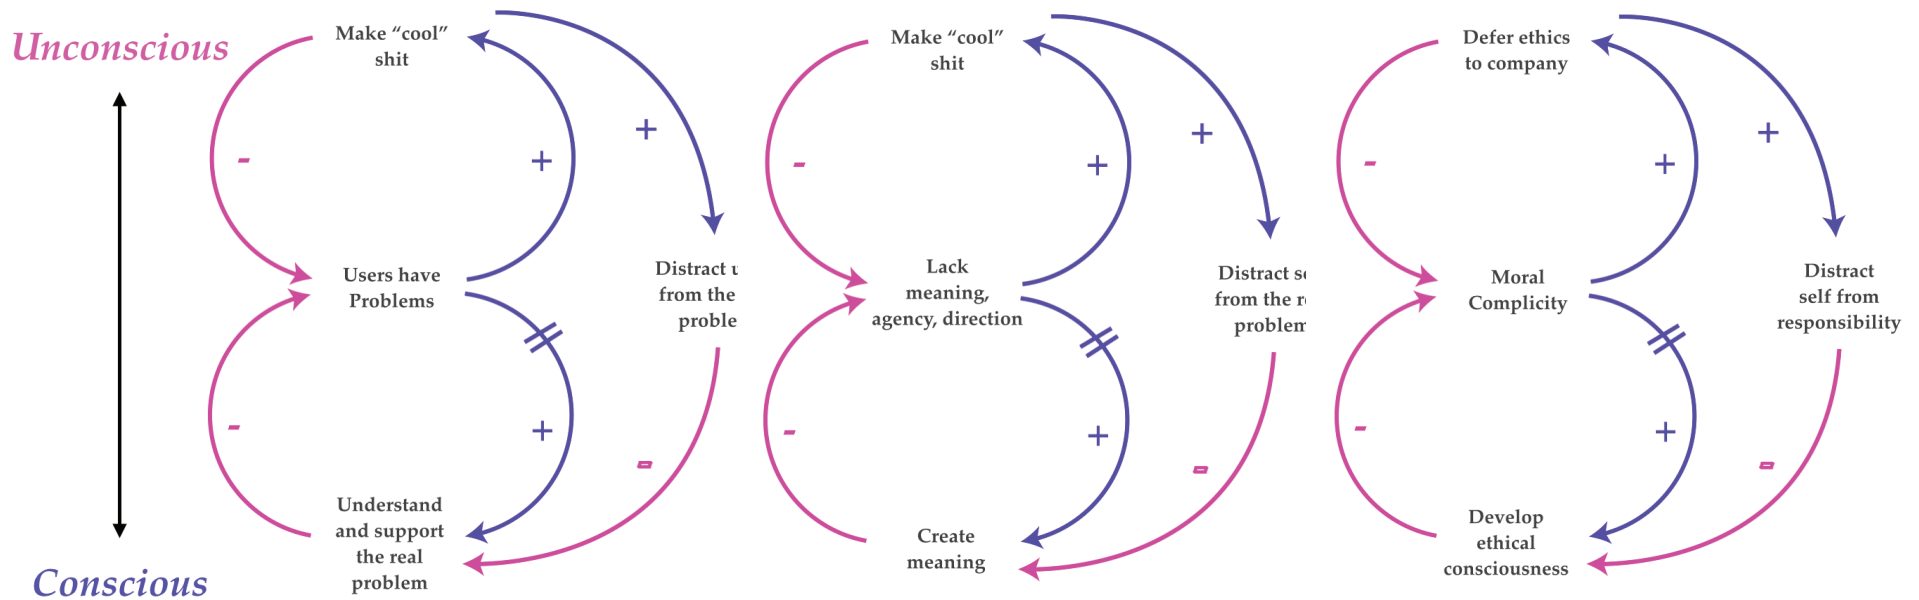 Unconscious
Conscious
Make “cool”
shit
-
+
+
Users have
Problems
Distract
from the
-
+
-
Understand
and support
the real
problem
Make “cool”
shit
-
+
+
Lack
meaning,
agency, direction
Distract
from the
problem
-
+
-
Create
meaning
Defer ethics
to company
-
+
+
Moral
Complicity
Distract
self from
responsibility
-
+
-
Develop
ethical
consciousness